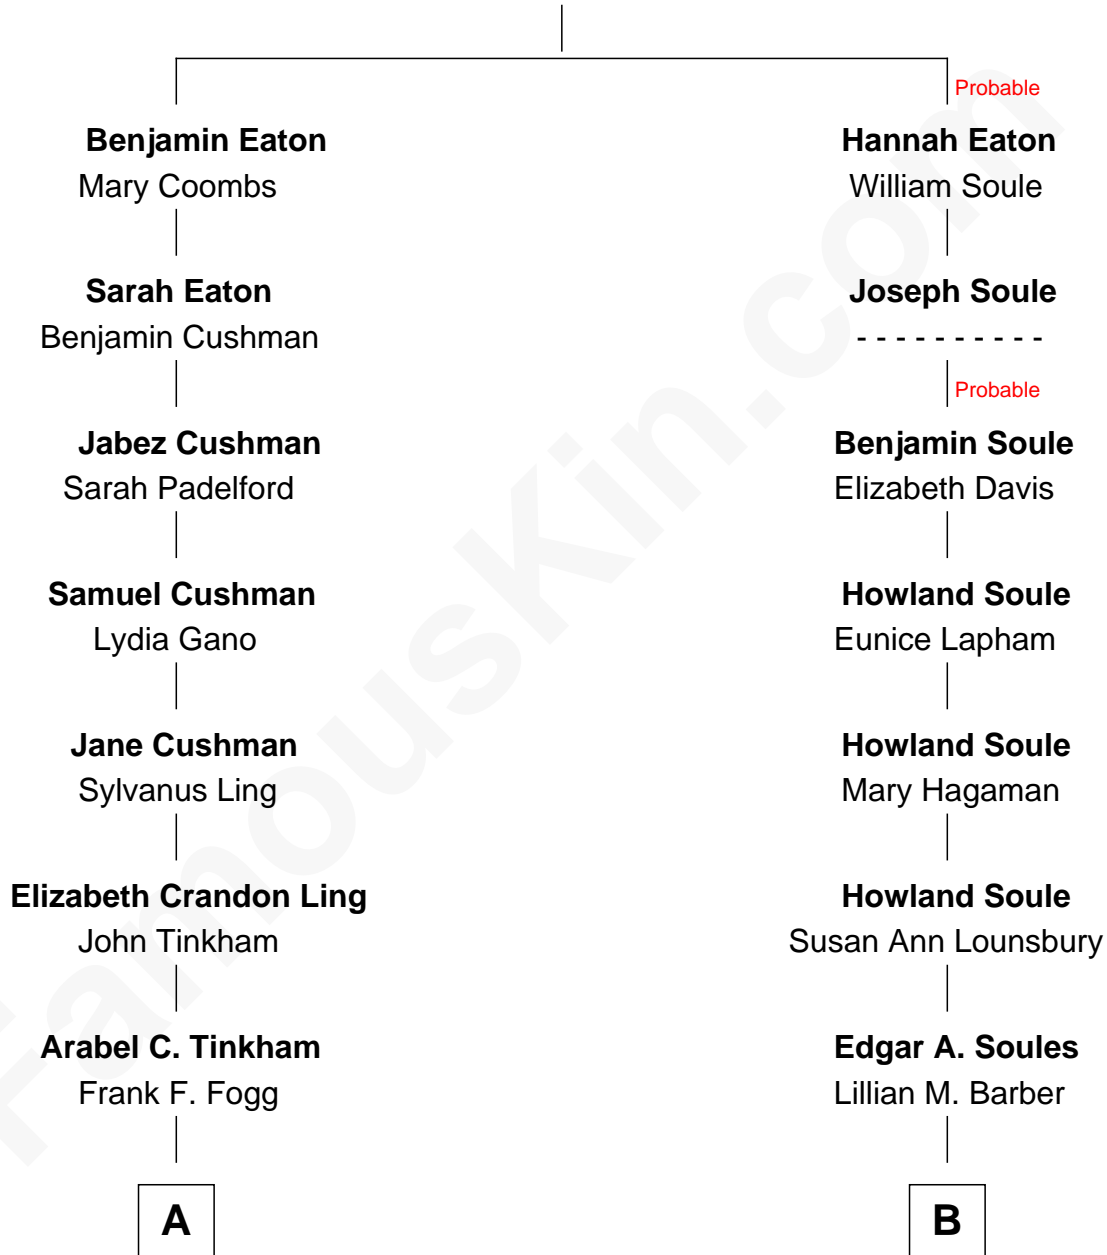 Probable
Benjamin Eaton
Mary Coombs
Hannah Eaton
William Soule
Sarah Eaton
Benjamin Cushman
Joseph Soule
- - - - - - - - - -
Probable
Jabez Cushman
Sarah Padelford
Benjamin Soule
Elizabeth Davis
Samuel Cushman
Lydia Gano
Howland Soule
Eunice Lapham
Jane Cushman
Sylvanus Ling
Howland Soule
Mary Hagaman
Elizabeth Crandon Ling
John Tinkham
Howland Soule
Susan Ann Lounsbury
Arabel C. Tinkham
Frank F. Fogg
Edgar A. Soules
Lillian M. Barber
A
B
FamousKin.com